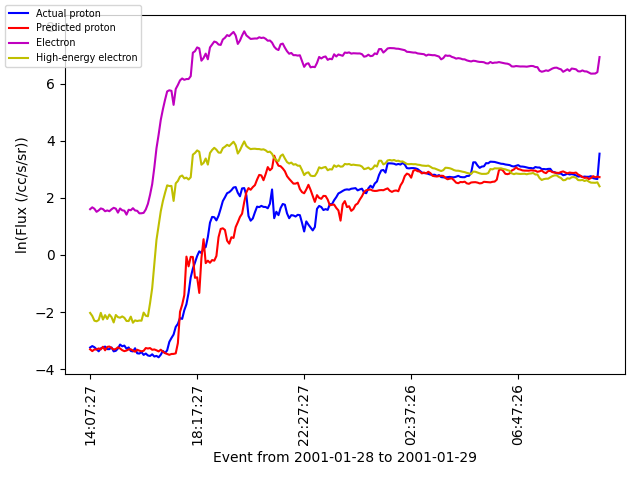 Actual proton
Predicted proton
Electron
High-energy electron
6
4
2
0
−2
−4
ln(Flux (/cc/s/sr))
14:07:27
18:17:27
22:27:27
02:37:26
06:47:26
Event from 2001-01-28 to 2001-01-29